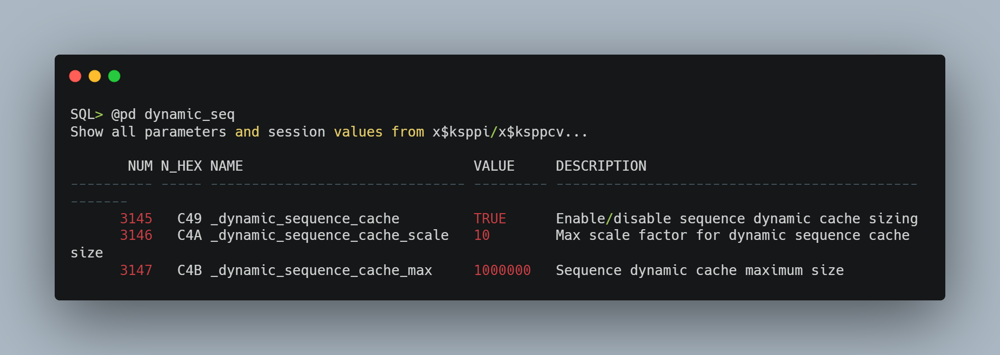 SQL> @pd dynamic_seq
Show all parameters and session values from x$ksppi/x$ksppcv...
       NUM N_HEX NAME                            VALUE     DESCRIPTION
---------- ----- ------------------------------- --------- --------------------------------------------
-------
      3145   C49 _dynamic_sequence_cache         TRUE      Enable/disable sequence dynamic cache sizing
      3146   C4A _dynamic_sequence_cache_scale   10        Max scale factor for dynamic sequence cache
size
      3147   C4B _dynamic_sequence_cache_max     1000000   Sequence dynamic cache maximum size